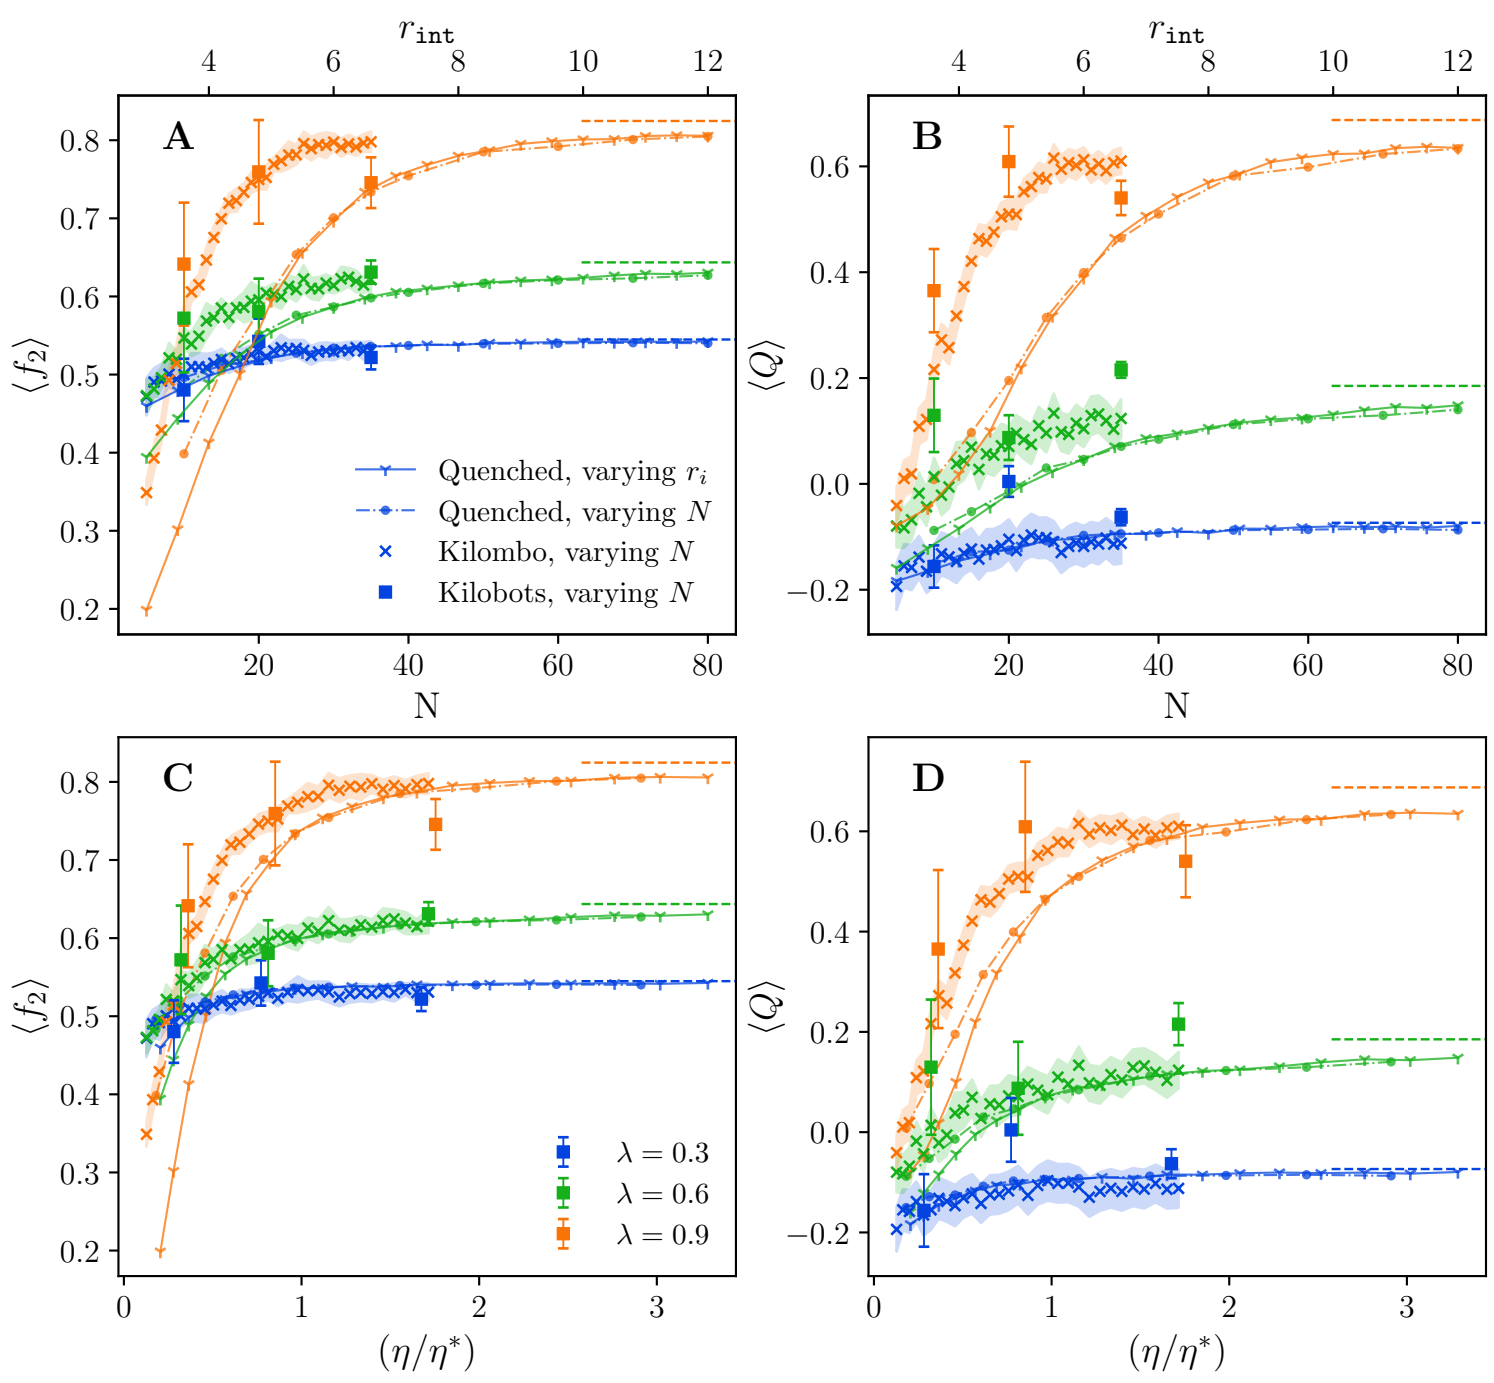 r_int r_int
4 6 8 10 12 4 6 8 10 12
A B
⟨f₂⟩ 0.8 0.7 0.6 0.5 0.4 0.3 0.2
⟨Q⟩ 0.6 0.4 0.2 0.0 −0.2
Quenched, varying r_i
Quenched, varying N
Kilombo, varying N
Kilobots, varying N
20 40 60 80 20 40 60 80
N N
C D
⟨f₂⟩ 0.8 0.7 0.6 0.5 0.4 0.3 0.2
⟨Q⟩ 0.6 0.4 0.2 0.0 −0.2
λ = 0.3
λ = 0.6
λ = 0.9
0 1 2 3 0 1 2 3
(η/η*) (η/η*)